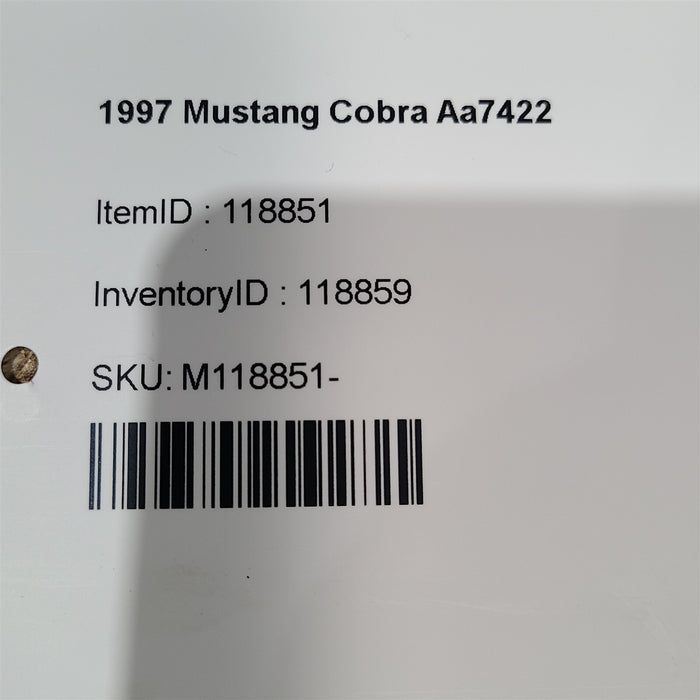 1997 Mustang Cobra Aa7422
ItemID : 118851
InventoryID : 118859
SKU: M118851-